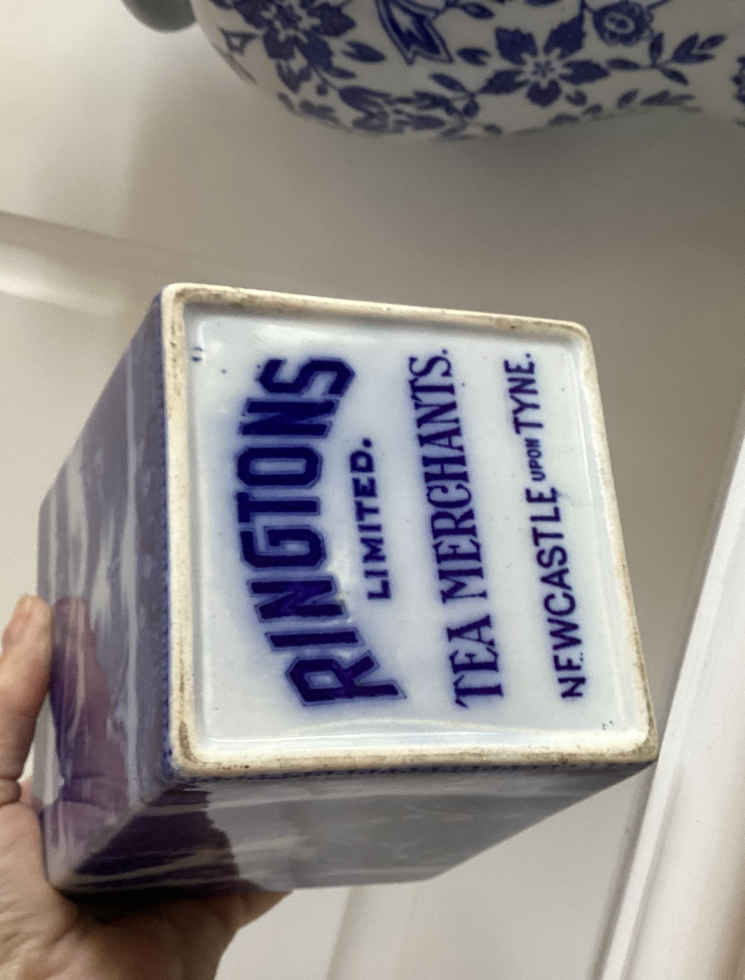 RINGTONS
LIMITED.
TEA MERCHANTS.
NEWCASTLE UPON TYNE.